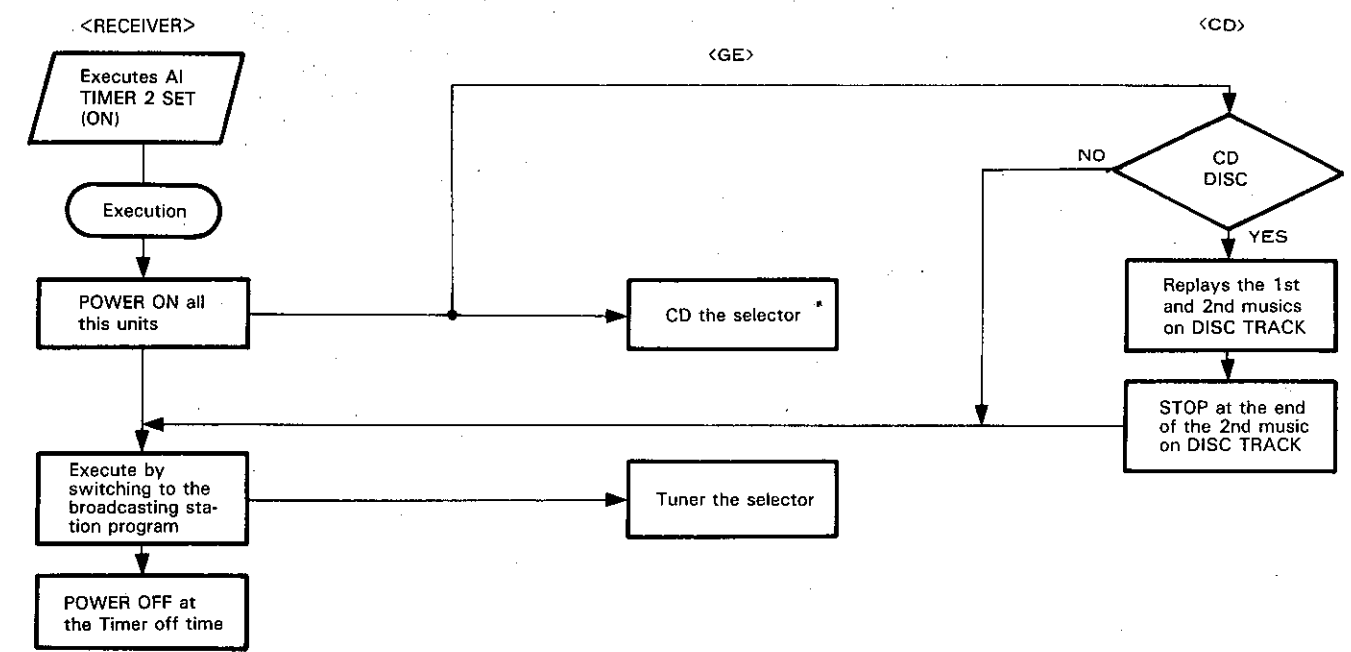 <RECEIVER>
<GE>
<CD>
Executes AI
TIMER 2 SET
(ON)
Execution
POWER ON all
this units
CD the selector *
NO
CD
DISC
YES
Replays the 1st
and 2nd musics
on DISC TRACK
STOP at the end
of the 2nd music
on DISC TRACK
Execute by
switching to the
broadcasting sta-
tion program
Tuner the selector
POWER OFF at
the Timer off time